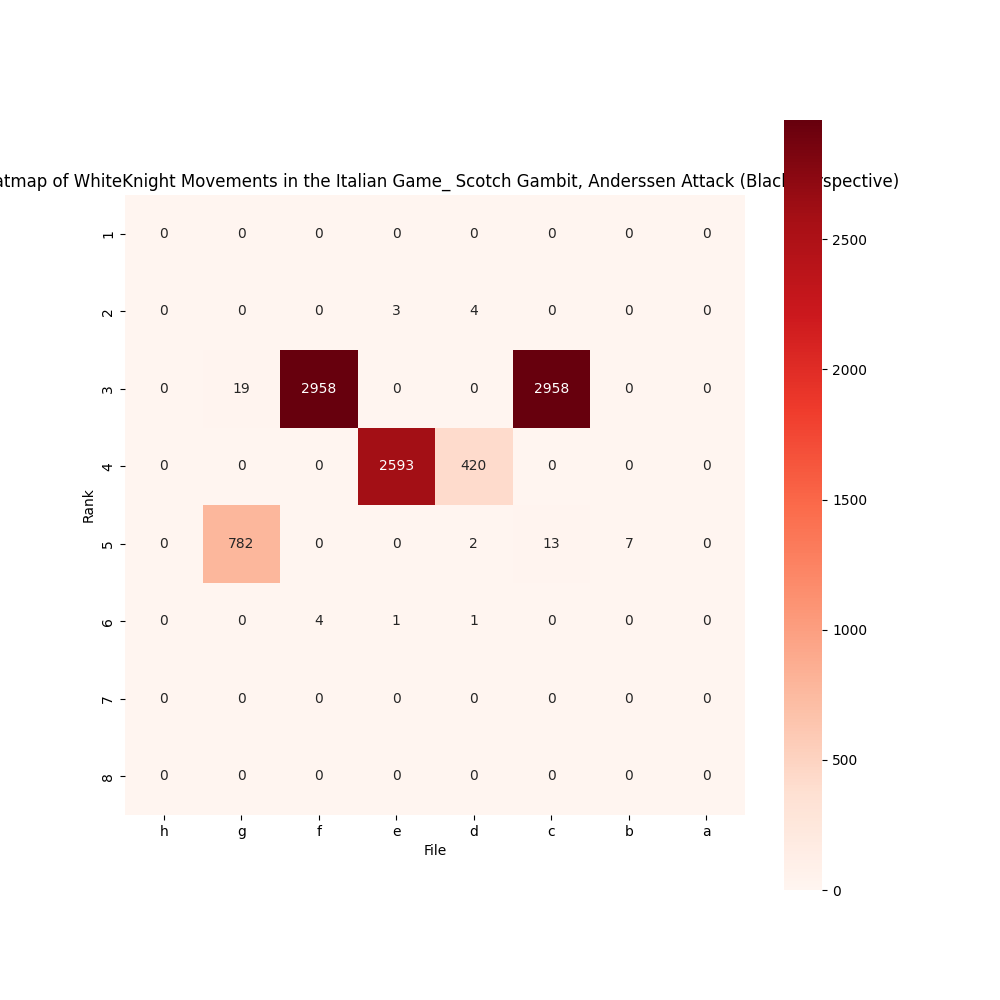 atmap of WhiteKnight Movements in the Italian Game_ Scotch Gambit, Anderssen Attack (Black rspective)
1 0 0 0 0 0 0 0 0
2 0 0 0 3 4 0 0 0
3 0 19 2958 0 0 2958 0 0
4 0 0 0 2593 420 0 0 0
5 0 782 0 0 2 13 7 0
6 0 0 4 1 1 0 0 0
7 0 0 0 0 0 0 0 0
8 0 0 0 0 0 0 0 0
h g f e d c b a
File
Rank
2500
2000
1500
1000
500
0